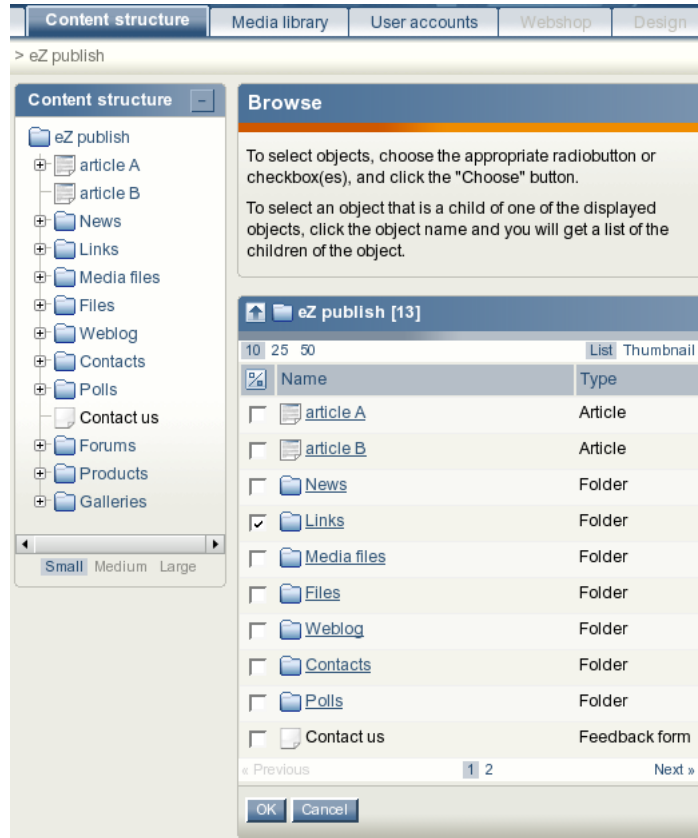 Content structure Media library User accounts Webshop Design
> eZ publish
Content structure -
eZ publish
article A
article B
News
Links
Media files
Files
Weblog
Contacts
Polls
Contact us
Forums
Products
Galleries
Small Medium Large
Browse
To select objects, choose the appropriate radiobutton or
checkbox(es), and click the "Choose" button.
To select an object that is a child of one of the displayed
objects, click the object name and you will get a list of the
children of the object.
eZ publish [13]
10 25 50 List Thumbnail
Name Type
article A Article
article B Article
News Folder
Links Folder
Media files Folder
Files Folder
Weblog Folder
Contacts Folder
Polls Folder
Contact us Feedback form
« Previous 1 2 Next »
OK Cancel